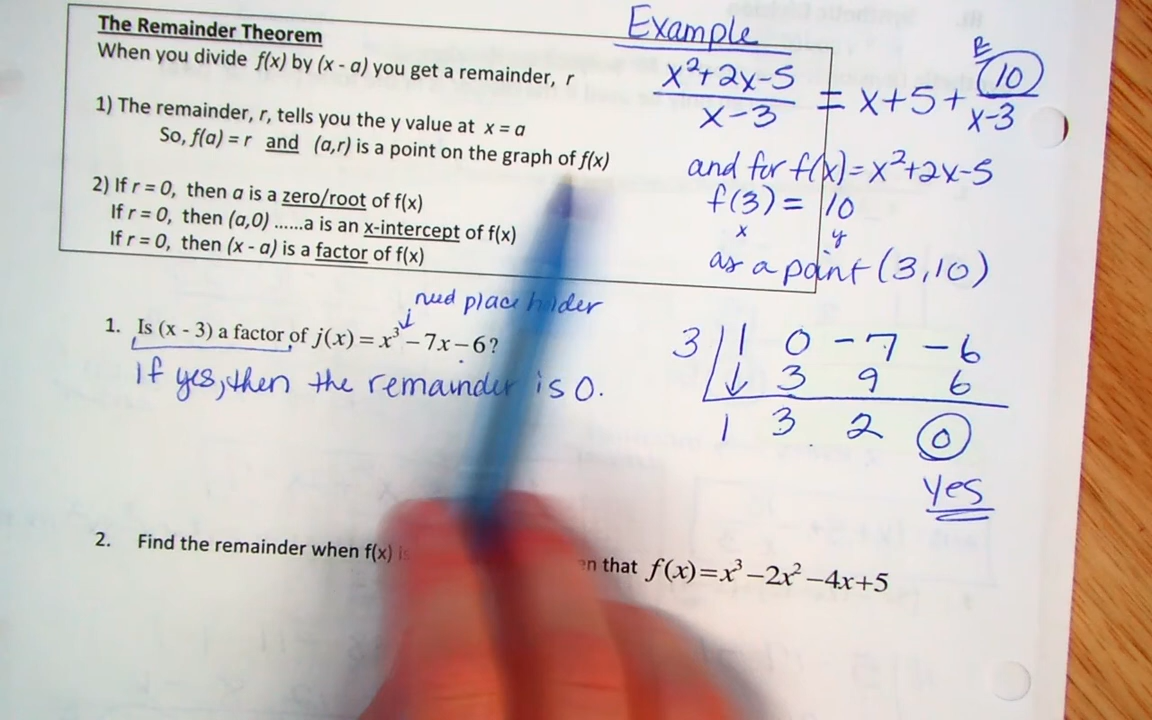 The Remainder Theorem
When you divide f(x) by (x - a) you get a remainder, r
1) The remainder, r, tells you the y value at x = a
So, f(a) = r and (a,r) is a point on the graph of f(x)
2) If r = 0, then a is a zero/root of f(x)
If r = 0, then (a,0) ......a is an x-intercept of f(x)
If r = 0, then (x - a) is a factor of f(x)
Example
R
x²+2x-5 / x-3 = x+5+ 10 / x-3
and for f(x)=x²+2x-5
f(3) = 10
x y
as a point (3,10)
need place holder
1. Is (x - 3) a factor of j(x) = x³ – 7x – 6?
If yes, then the remainder is 0.
3 1 0 -7 -6
3 9 6
1 3 2 0
yes
2. Find the remainder when f(x) that f(x)=x³–2x²–4x+5